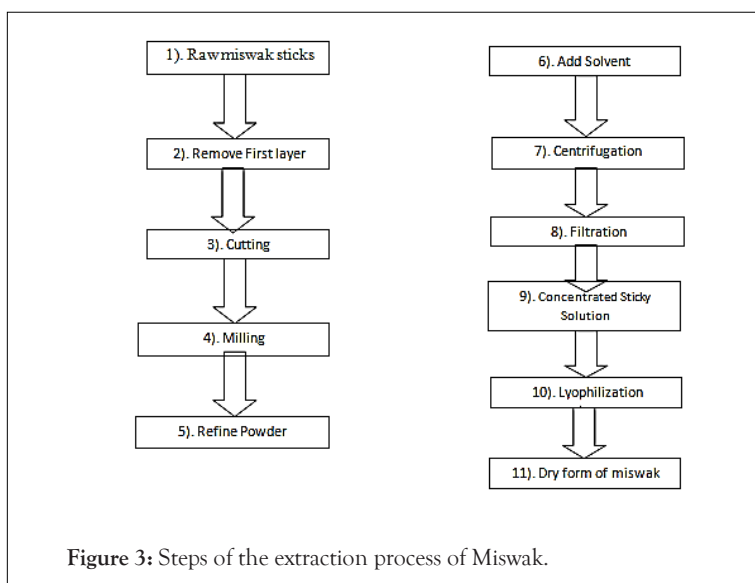 1). Raw miswak sticks
2). Remove First layer
3). Cutting
4). Milling
5). Refine Powder
6). Add Solvent
7). Centrifugation
8). Filtration
9). Concentrated Sticky
Solution
10). Lyophilization
11). Dry form of miswak
Figure 3: Steps of the extraction process of Miswak.